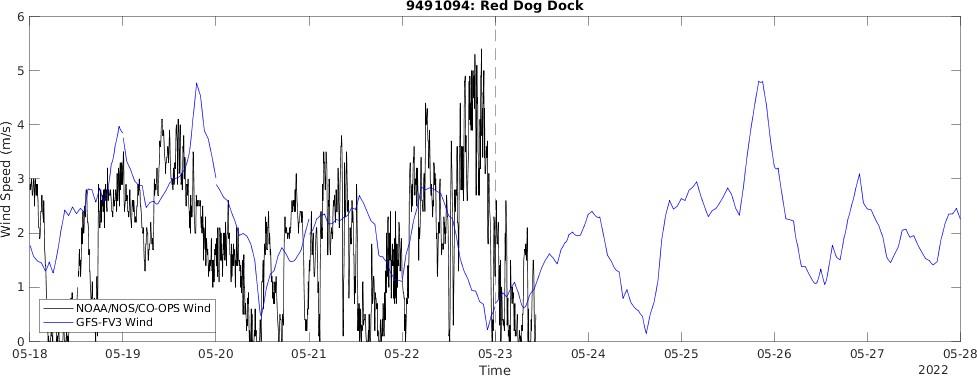 9491094: Red Dog Dock
Wind Speed (m/s)
6
5
4
3
2
1
0
NOAA/NOS/CO-OPS Wind
GFS-FV3 Wind
05-18 05-19 05-20 05-21 05-22 05-23 05-24 05-25 05-26 05-27 05-28
Time
2022